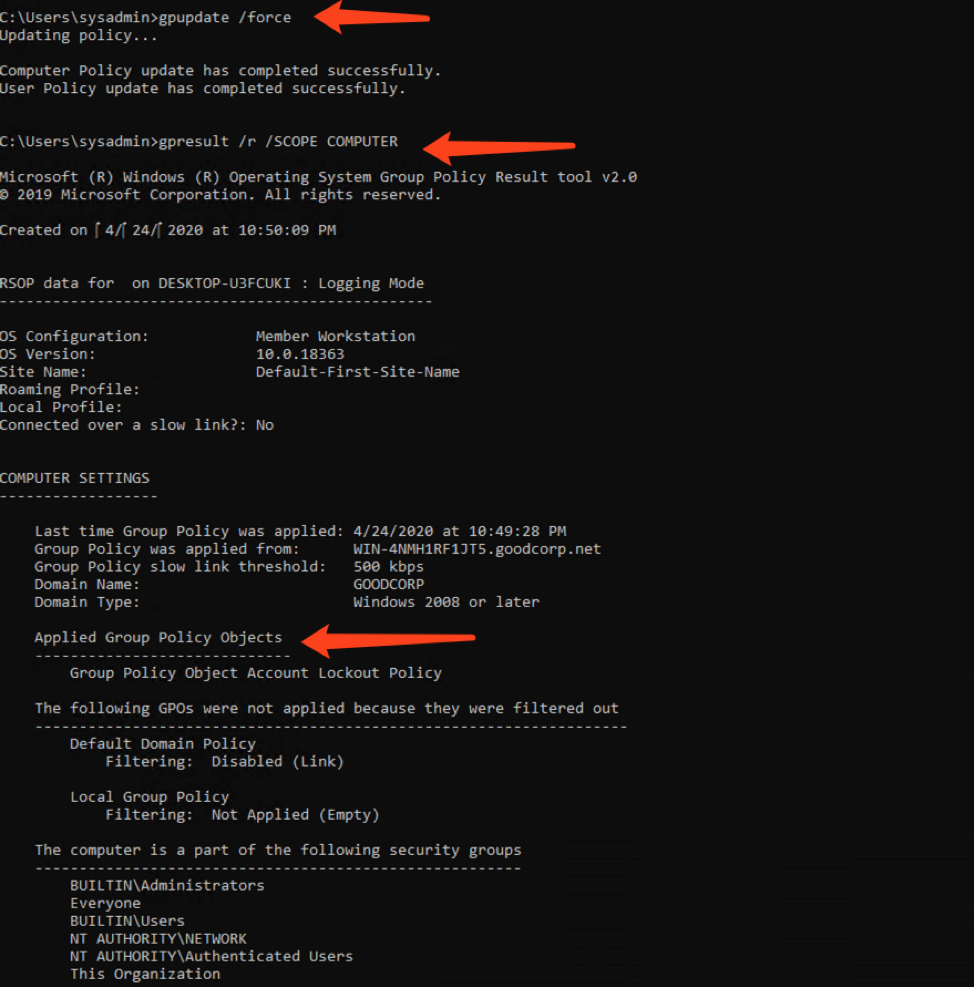 C:\Users\sysadmin>gpupdate /force
Updating policy...
Computer Policy update has completed successfully.
User Policy update has completed successfully.
C:\Users\sysadmin>gpresult /r /SCOPE COMPUTER
Microsoft (R) Windows (R) Operating System Group Policy Result tool v2.0
© 2019 Microsoft Corporation. All rights reserved.
Created on 4/ 24/ 2020 at 10:50:09 PM
RSOP data for  on DESKTOP-U3FCUKI : Logging Mode
-------------------------------------------------
OS Configuration:            Member Workstation
OS Version:                  10.0.18363
Site Name:                   Default-First-Site-Name
Roaming Profile:
Local Profile:
Connected over a slow link?: No
COMPUTER SETTINGS
------------------
Last time Group Policy was applied: 4/24/2020 at 10:49:28 PM
Group Policy was applied from:      WIN-4NMH1RF1JT5.goodcorp.net
Group Policy slow link threshold:   500 kbps
Domain Name:                        GOODCORP
Domain Type:                        Windows 2008 or later
Applied Group Policy Objects
-----------------------------
Group Policy Object Account Lockout Policy
The following GPOs were not applied because they were filtered out
-------------------------------------------------------------------
Default Domain Policy
Filtering:  Disabled (Link)
Local Group Policy
Filtering:  Not Applied (Empty)
The computer is a part of the following security groups
-------------------------------------------------------
BUILTIN\Administrators
Everyone
BUILTIN\Users
NT AUTHORITY\NETWORK
NT AUTHORITY\Authenticated Users
This Organization